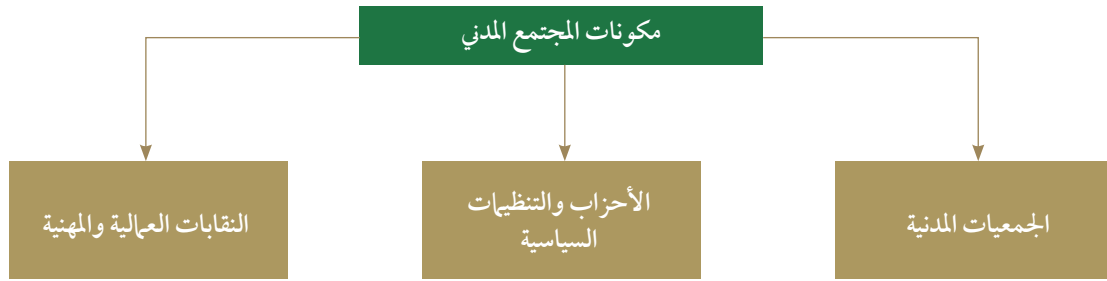 مكونات المجتمع المدني
الجمعيات المدنية
الأحزاب والتنظيمات
السياسية
النقابات العمالية والمهنية